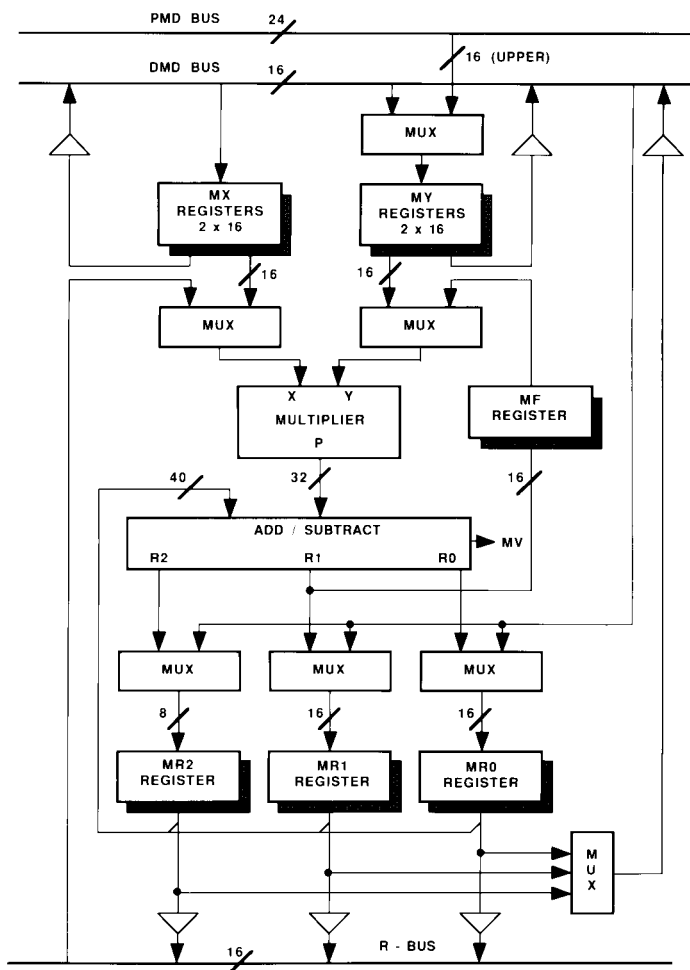 PMD BUS 24
16 (UPPER)
DMD BUS 16
MUX
MX
REGISTERS
2 x 16
MY
REGISTERS
2 x 16
16
16
MUX
MUX
X Y
MULTIPLIER
P
MF
REGISTER
40
32
16
ADD / SUBTRACT
R2 R1 R0
MV
MUX
MUX
MUX
8
16
16
MR2
REGISTER
MR1
REGISTER
MR0
REGISTER
M
U
X
16
R - BUS